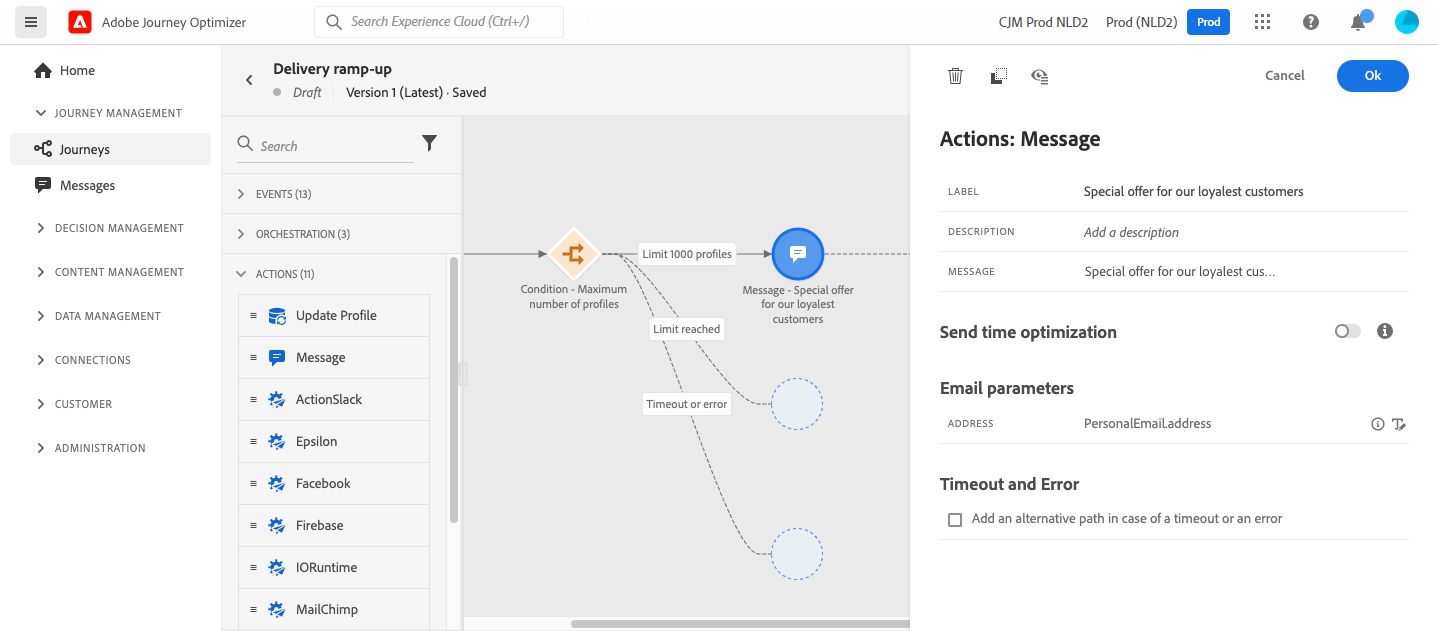 Adobe Journey Optimizer
Search Experience Cloud (Ctrl+/)
CJM Prod NLD2
Prod (NLD2)
Prod
Home
JOURNEY MANAGEMENT
Journeys
Messages
DECISION MANAGEMENT
CONTENT MANAGEMENT
DATA MANAGEMENT
CONNECTIONS
CUSTOMER
ADMINISTRATION
Delivery ramp-up
Draft
Version 1 (Latest) · Saved
Search
EVENTS (13)
ORCHESTRATION (3)
ACTIONS (11)
Update Profile
Message
ActionSlack
Epsilon
Facebook
Firebase
IORuntime
MailChimp
Condition - Maximum
number of profiles
Limit 1000 profiles
Limit reached
Timeout or error
Message - Special offer
for our loyalest
customers
Cancel
Ok
Actions: Message
LABEL
Special offer for our loyalest customers
DESCRIPTION
Add a description
MESSAGE
Special offer for our loyalest cus...
Send time optimization
Email parameters
ADDRESS
PersonalEmail.address
Timeout and Error
Add an alternative path in case of a timeout or an error